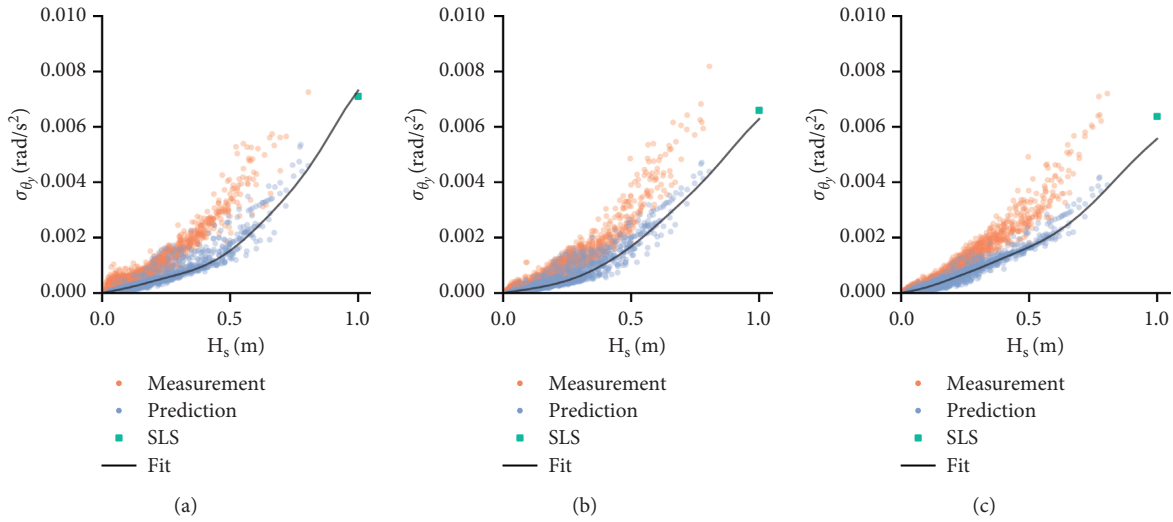 0.010
0.008
0.006
0.004
0.002
0.000
σθy (rad/s²)
0.0 0.5 1.0
Hs (m)
Measurement
Prediction
SLS
Fit
(a)
0.010
0.008
0.006
0.004
0.002
0.000
σθy (rad/s²)
0.0 0.5 1.0
Hs (m)
Measurement
Prediction
SLS
Fit
(b)
0.010
0.008
0.006
0.004
0.002
0.000
σθy (rad/s²)
0.0 0.5 1.0
Hs (m)
Measurement
Prediction
SLS
Fit
(c)